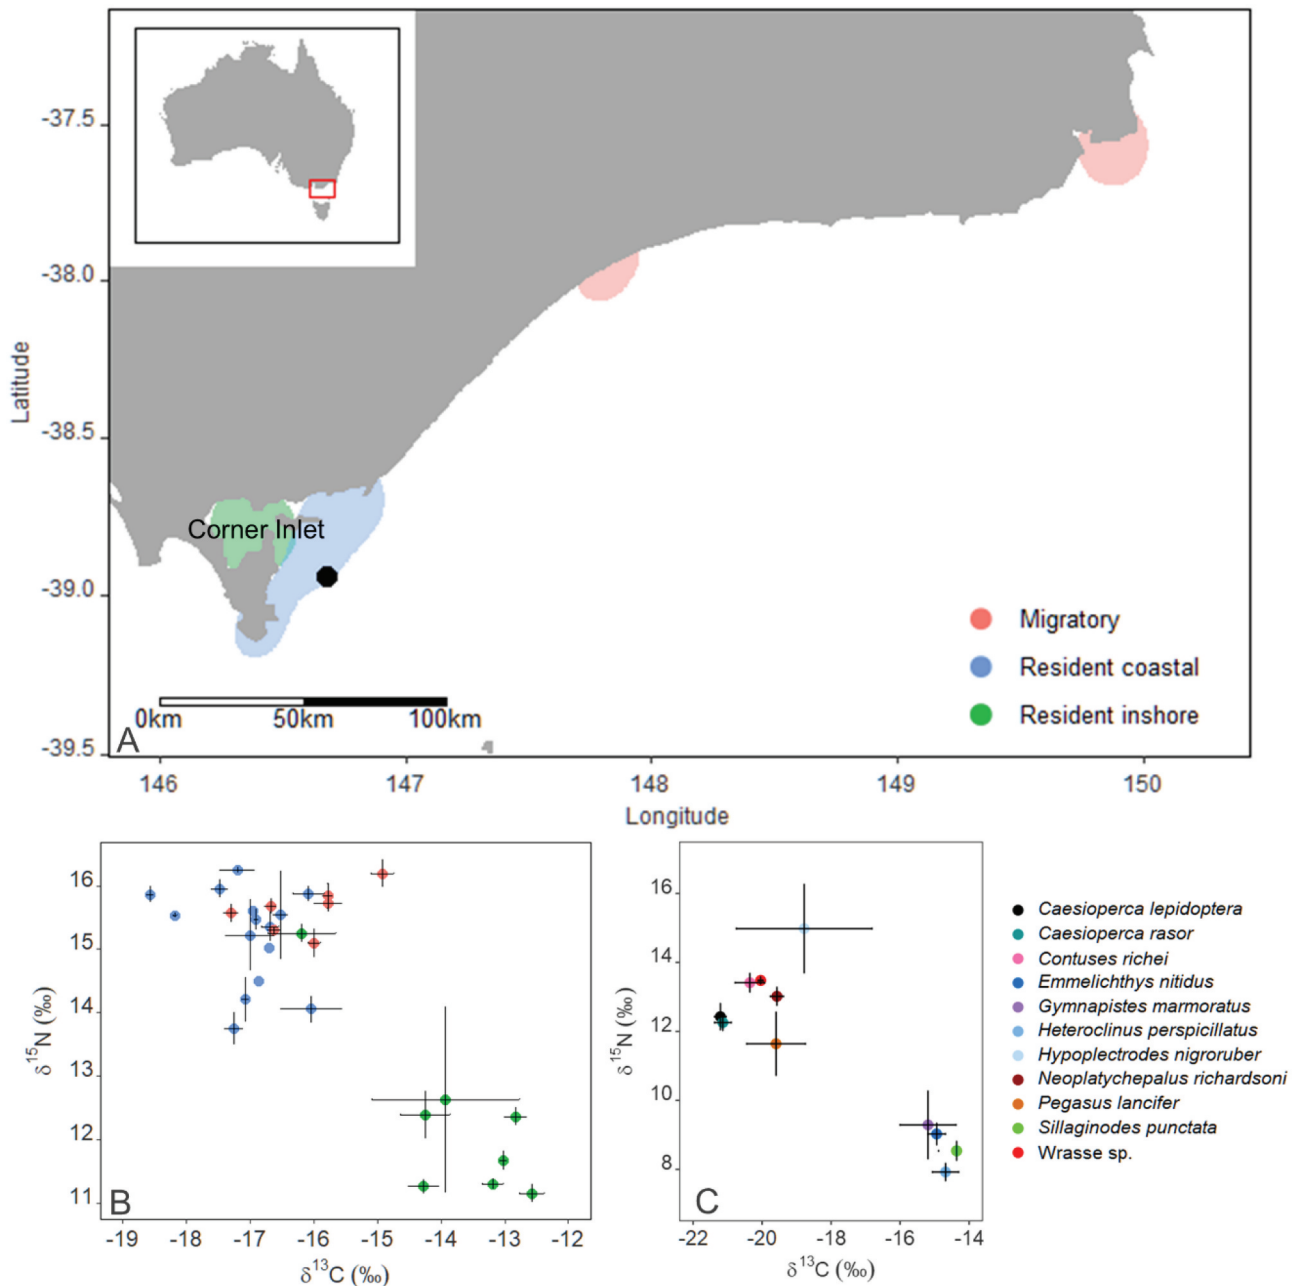 -37.5
-38.0
-38.5
-39.0
-39.5
Latitude
Corner Inlet
Migratory
Resident coastal
Resident inshore
0km 50km 100km
A
146 147 148 149 150
Longitude
16
15
14
13
12
11
δ15N (‰)
B
-19 -18 -17 -16 -15 -14 -13 -12
δ13C (‰)
16
14
12
10
8
δ15N (‰)
C
-22 -20 -18 -16 -14
δ13C (‰)
Caesioperca lepidoptera
Caesioperca rasor
Contuses richei
Emmelichthys nitidus
Gymnapistes marmoratus
Heteroclinus perspicillatus
Hypoplectrodes nigroruber
Neoplatychepalus richardsoni
Pegasus lancifer
Sillaginodes punctata
Wrasse sp.